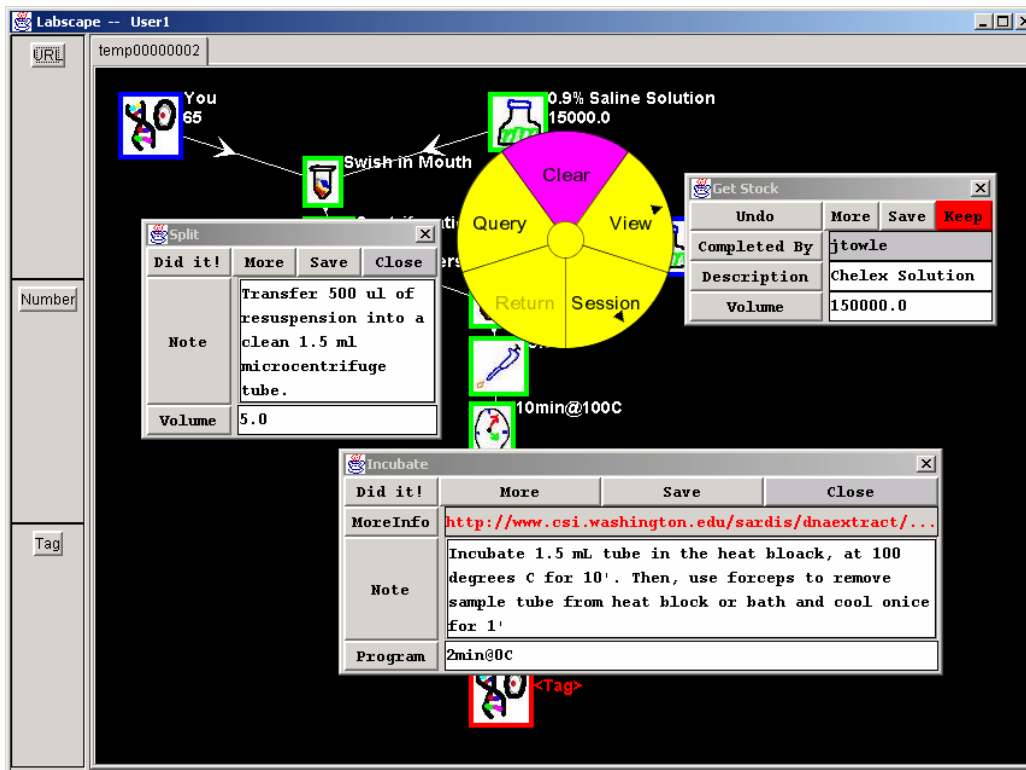 Labscape -- User1
URL
temp00000002
You
65
0.9% Saline Solution
15000.0
Swish in Mouth
Clear
Query
View
Return
Session
Get Stock
Undo More Save Keep
Completed By jtowle
Description Chelex Solution
Volume 150000.0
Split
Did it! More Save Close
Note
Transfer 500 ul of
resuspension into a
clean 1.5 ml
microcentrifuge
tube.
Volume 5.0
Number
10min@100C
Incubate
Did it! More Save Close
MoreInfo http://www.csi.washington.edu/sardis/dnaextract/...
Note
Incubate 1.5 mL tube in the heat bloack, at 100
degrees C for 10'. Then, use forceps to remove
sample tube from heat block or bath and cool onice
for 1'
Program 2min@0C
Tag
<Tag>